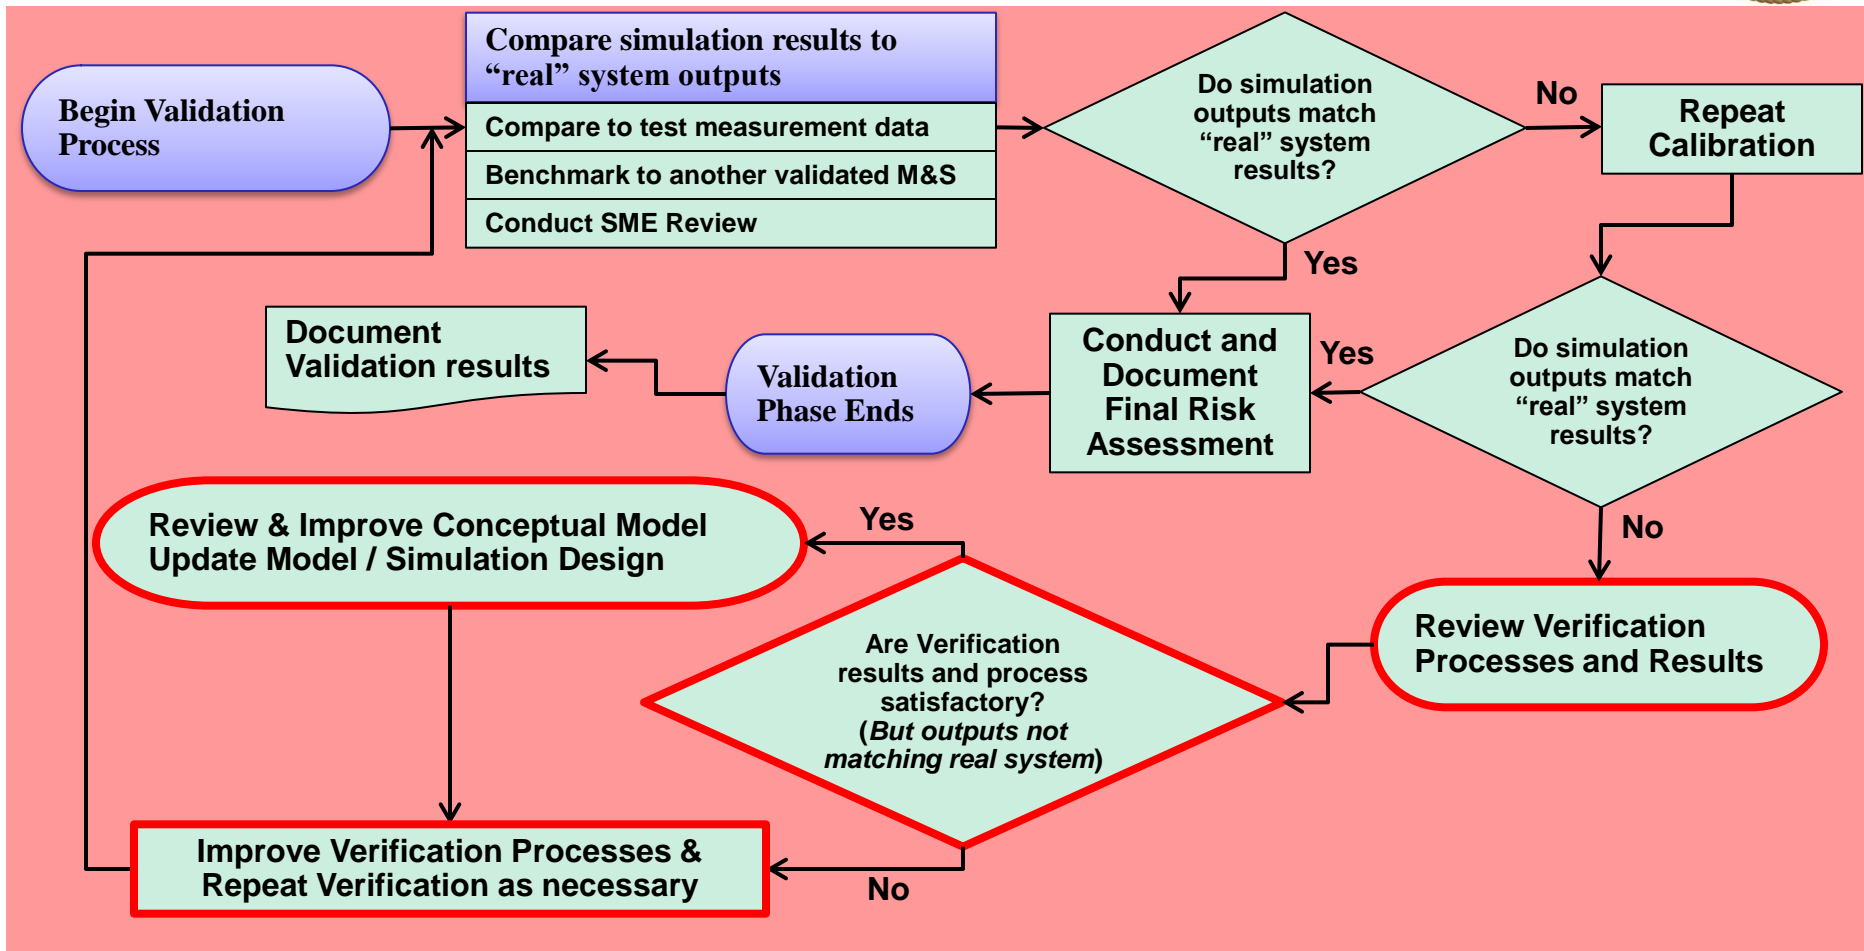 Begin Validation
Process
Compare simulation results to
“real” system outputs
Compare to test measurement data
Benchmark to another validated M&S
Conduct SME Review
Do simulation
outputs match
“real” system
results?
No
Repeat
Calibration
Yes
Document
Validation results
Validation
Phase Ends
Conduct and
Document
Final Risk
Assessment
Yes
Do simulation
outputs match
“real” system
results?
No
Review & Improve Conceptual Model
Update Model / Simulation Design
Yes
Are Verification
results and process
satisfactory?
(But outputs not
matching real system)
Review Verification
Processes and Results
Improve Verification Processes &
Repeat Verification as necessary
No